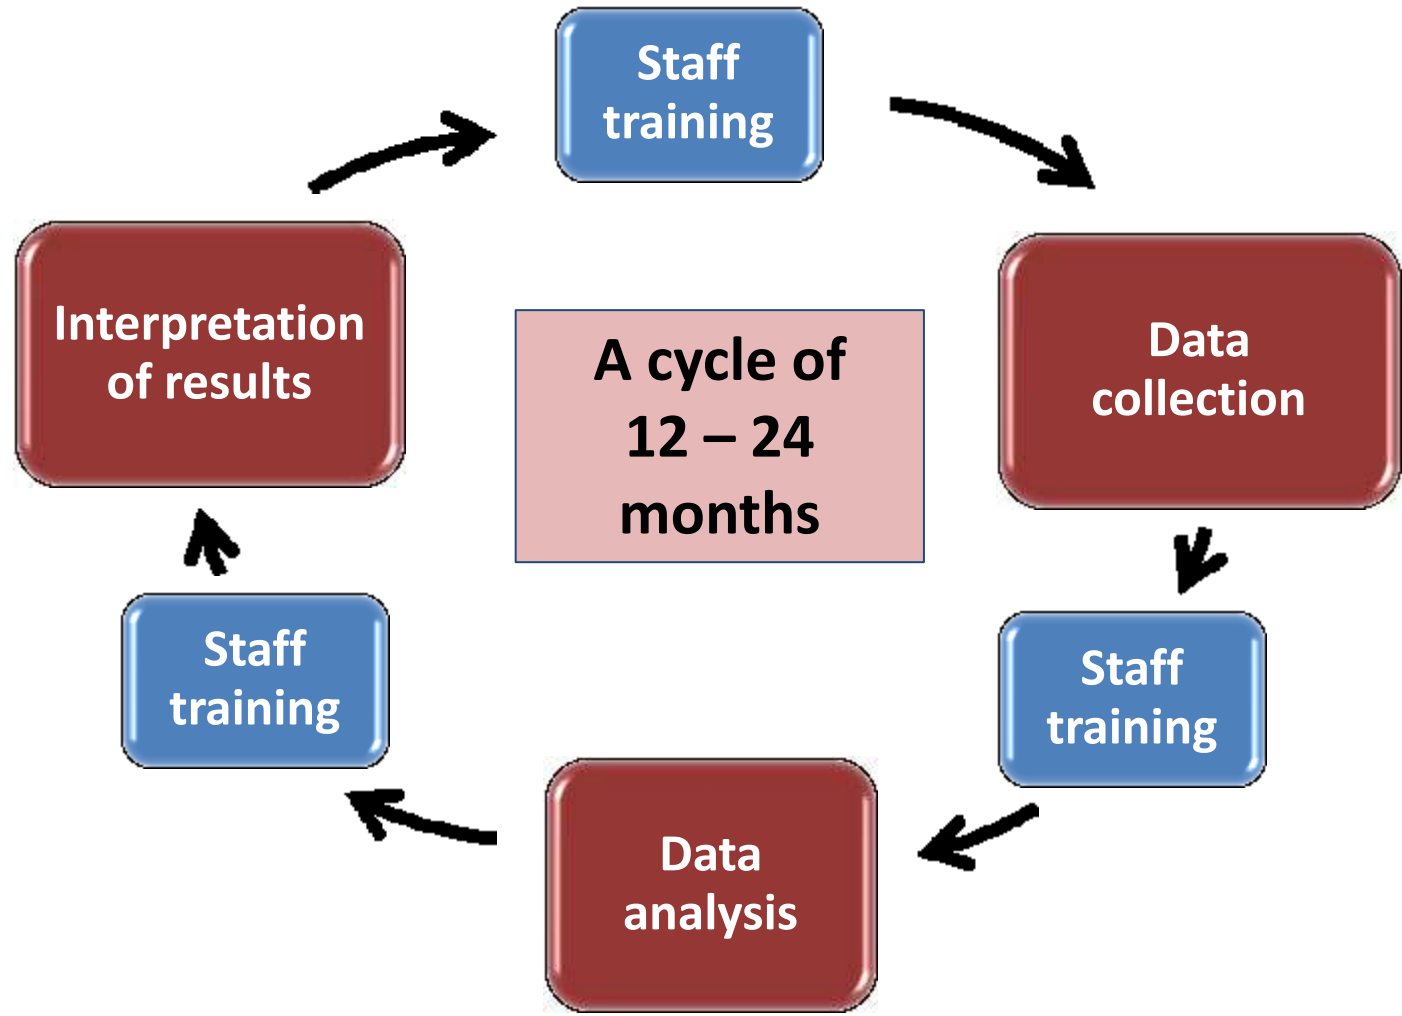 Staff
training
Interpretation
of results
A cycle of
12 – 24
months
Data
collection
Staff
training
Staff
training
Data
analysis